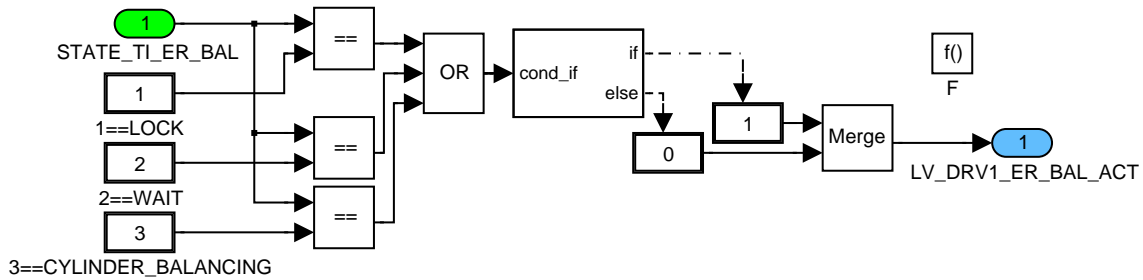 1
STATE_TI_ER_BAL
1
1==LOCK
2
2==WAIT
3
3==CYLINDER_BALANCING
==
==
==
OR
cond_if
if
else
1
0
Merge
f()
F
1
LV_DRV1_ER_BAL_ACT